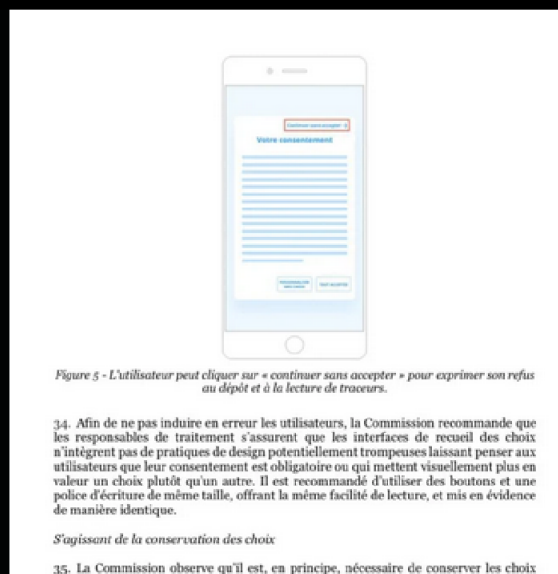 Continuer sans accepter
Votre consentement
PERSONNALISER
MES CHOIX
TOUT ACCEPTER
Figure 5 - L'utilisateur peut cliquer sur « continuer sans accepter » pour exprimer son refus
au dépôt et à la lecture de traceurs.
34. Afin de ne pas induire en erreur les utilisateurs, la Commission recommande que
les responsables de traitement s'assurent que les interfaces de recueil des choix
n'intègrent pas de pratiques de design potentiellement trompeuses laissant penser aux
utilisateurs que leur consentement est obligatoire ou qui mettent visuellement plus en
valeur un choix plutôt qu'un autre. Il est recommandé d'utiliser des boutons et une
police d'écriture de même taille, offrant la même facilité de lecture, et mis en évidence
de manière identique.
S'agissant de la conservation des choix
35. La Commission observe qu'il est, en principe, nécessaire de conserver les choix